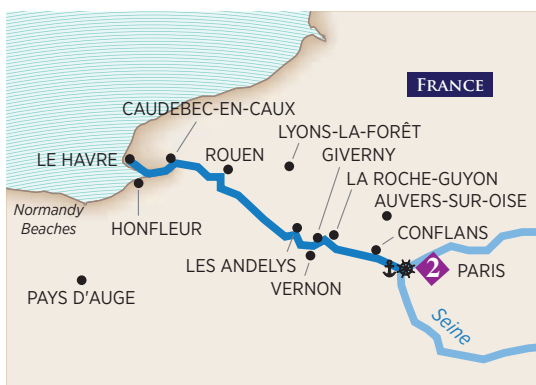 FRANCE
CAUDEBEC-EN-CAUX
LYONS-LA-FORÊT
LE HAVRE
ROUEN
GIVERNY
LA ROCHE-GUYON
AUVERS-SUR-OISE
Normandy
Beaches
HONFLEUR
CONFLANS
LES ANDELYS
2
PARIS
VERNON
PAYS D'AUGE
Seine